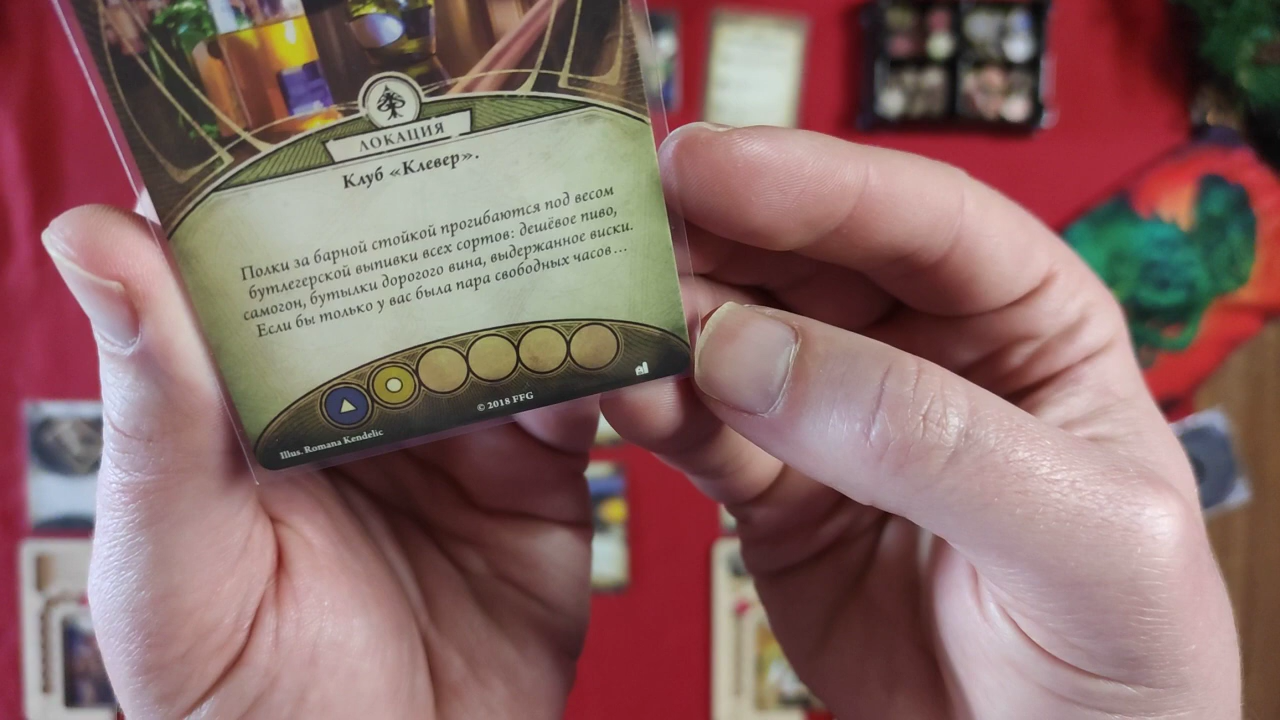 ЛОКАЦИЯ
Клуб «Клевер».
Полки за барной стойкой прогибаются под весом
бутлегерской выпивки всех сортов: дешёвое пиво,
самогон, бутылки дорогого вина, выдержанное виски.
Если бы только у вас была пара свободных часов…
Illus. Romana Kendelic
© 2018 FFG